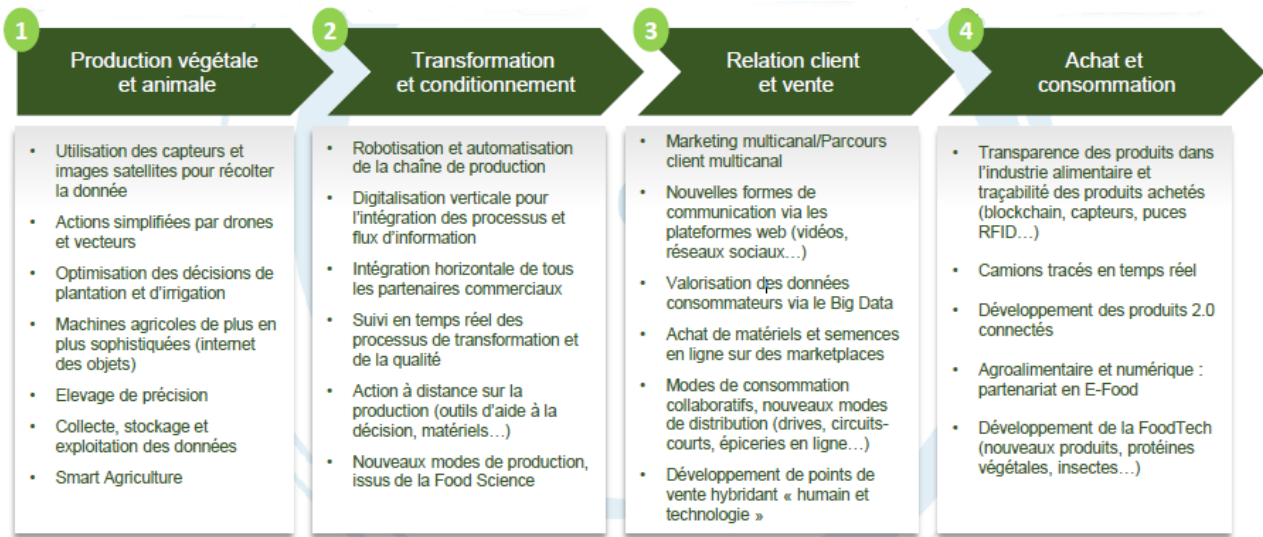 1
Production végétale
et animale
• Utilisation des capteurs et
images satellites pour récolter
la donnée
• Actions simplifiées par drones
et vecteurs
• Optimisation des décisions de
plantation et d'irrigation
• Machines agricoles de plus en
plus sophistiquées (internet
des objets)
• Elevage de précision
• Collecte, stockage et
exploitation des données
• Smart Agriculture
2
Transformation
et conditionnement
• Robotisation et automatisation
de la chaîne de production
• Digitalisation verticale pour
l'intégration des processus et
flux d'information
• Intégration horizontale de tous
les partenaires commerciaux
• Suivi en temps réel des
processus de transformation et
de la qualité
• Action à distance sur la
production (outils d'aide à la
décision, matériels…)
• Nouveaux modes de production,
issus de la Food Science
3
Relation client
et vente
• Marketing multicanal/Parcours
client multicanal
• Nouvelles formes de
communication via les
plateformes web (vidéos,
réseaux sociaux…)
• Valorisation des données
consommateurs via le Big Data
• Achat de matériels et semences
en ligne sur des marketplaces
• Modes de consommation
collaboratifs, nouveaux modes
de distribution (drives, circuits-
courts, épiceries en ligne…)
• Développement de points de
vente hybridant « humain et
technologie »
4
Achat et
consommation
• Transparence des produits dans
l'industrie alimentaire et
traçabilité des produits achetés
(blockchain, capteurs, puces
RFID…)
• Camions tracés en temps réel
• Développement des produits 2.0
connectés
• Agroalimentaire et numérique :
partenariat en E-Food
• Développement de la FoodTech
(nouveaux produits, protéines
végétales, insectes…)